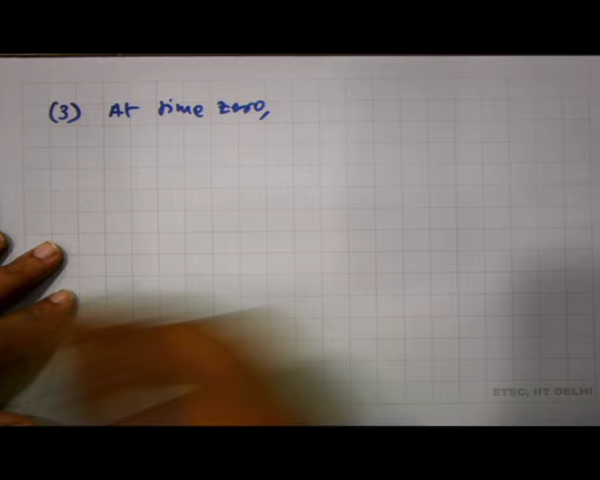 (3) At time zero,
ETSC, IIT DELHI